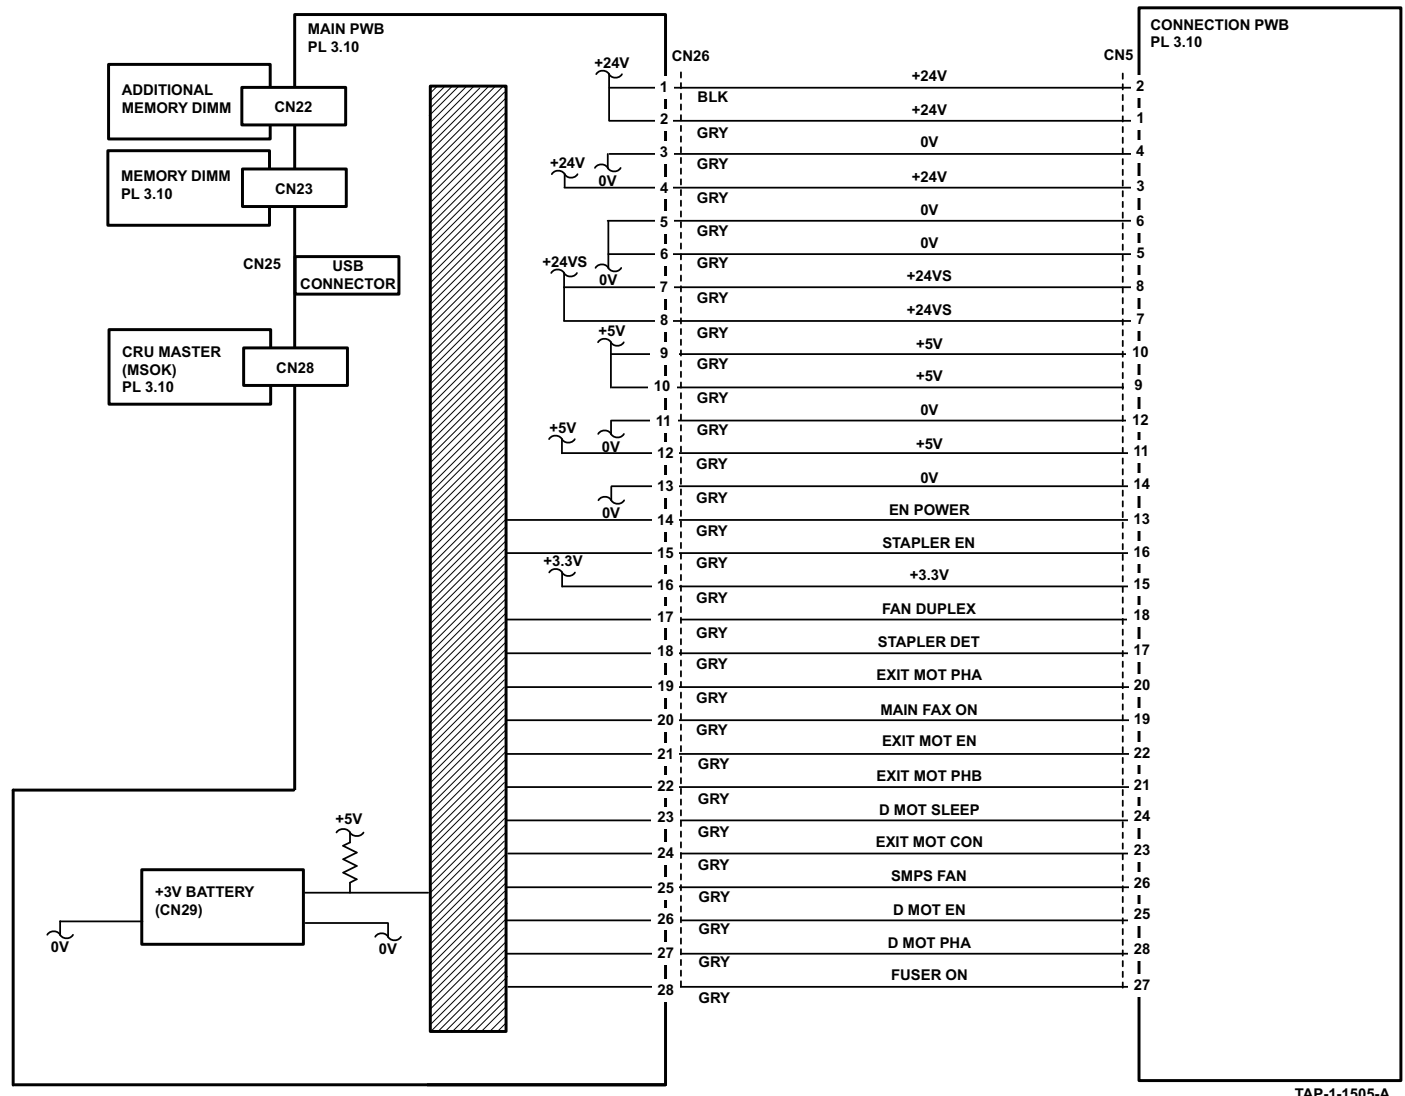 MAIN PWB
PL 3.10
CONNECTION PWB
PL 3.10
ADDITIONAL
MEMORY DIMM
CN22
MEMORY DIMM
PL 3.10
CN23
CN25
USB
CONNECTOR
CRU MASTER
(MSOK)
PL 3.10
CN28
+5V
+3V BATTERY
(CN29)
0V
0V
CN26
CN5
+24V
1 BLK +24V 2
2 GRY +24V 1
3 GRY 0V 4
+24V
0V
4 GRY +24V 3
5 GRY 0V 6
6 GRY 0V 5
+24VS
0V
7 GRY +24VS 8
8 GRY +24VS 7
+5V
9 GRY +5V 10
10 GRY +5V 9
11 GRY 0V 12
+5V
0V
12 GRY +5V 11
13 GRY 0V 14
0V
14 GRY EN POWER 13
15 GRY STAPLER EN 16
+3.3V
16 GRY +3.3V 15
17 GRY FAN DUPLEX 18
18 GRY STAPLER DET 17
19 GRY EXIT MOT PHA 20
20 GRY MAIN FAX ON 19
21 GRY EXIT MOT EN 22
22 GRY EXIT MOT PHB 21
23 GRY D MOT SLEEP 24
24 GRY EXIT MOT CON 23
25 GRY SMPS FAN 26
26 GRY D MOT EN 25
27 GRY D MOT PHA 28
28 GRY FUSER ON 27
TAP-1-1505-A